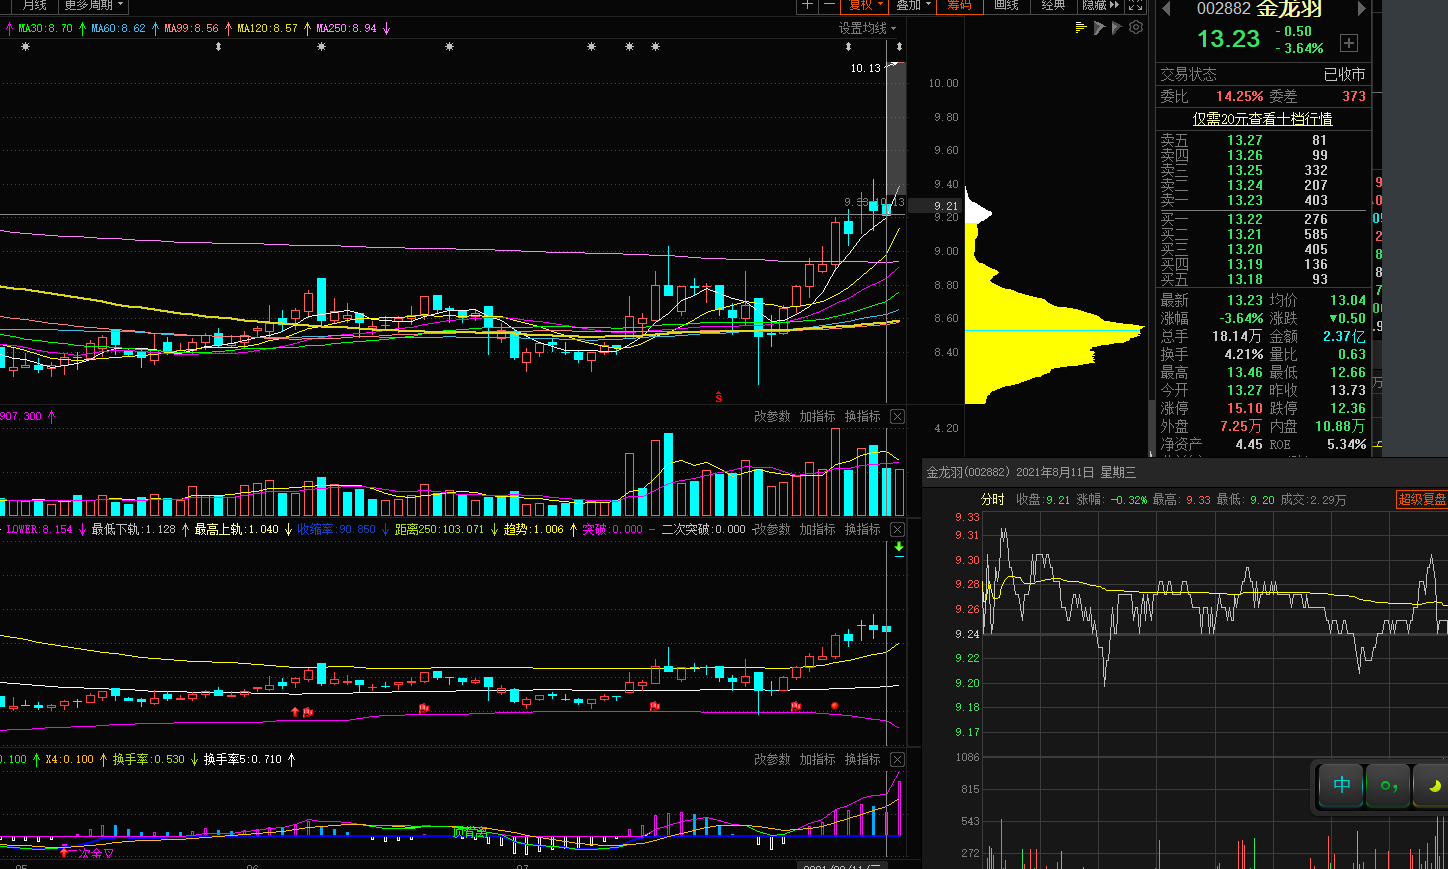 月线 更多周期
复权 叠加 筹码 画线 经典 隐藏
MA30:8.70 ↑ MA60:8.62 ↑ MA99:8.56 ↑ MA120:8.57 ↑ MA250:8.94 ↓
设置均线
10.13
10.00
9.80
9.60
9.40
9.21
9.20
9.00
8.80
8.60
8.40
S
907.300 ↑
改参数 加指标 换指标
4.20
LOWER:8.154 ↓ 最低下轨:1.128 ↑ 最高上轨:1.040 ↓ 收缩率:90.850 ↓ 距离250:103.071 ↓ 趋势:1.006 ↑ 突破:0.000 - 二次突破:0.000
改参数 加指标 换指标
0.100 ↑ X4:0.100 ↑ 换手率:0.530 ↓ 换手率5:0.710 ↑
改参数 加指标 换指标
顶背离
05 06 07
002882 金龙羽
13.23 -0.50
-3.64%
交易状态 已收市
委比 14.25% 委差 373
仅需20元查看十档行情
卖五 13.27 81
卖四 13.26 99
卖三 13.25 332
卖二 13.24 207
卖一 13.23 403
买一 13.22 276
买二 13.21 585
买三 13.20 405
买四 13.19 136
买五 13.18 93
最新 13.23 均价 13.04
涨幅 -3.64% 涨跌 ▼0.50
总手 18.14万 金额 2.37亿
换手 4.21% 量比 0.63
最高 13.46 最低 12.66
今开 13.27 昨收 13.73
涨停 15.10 跌停 12.36
外盘 7.25万 内盘 10.88万
净资产 4.45 ROE 5.34%
金龙羽(002882) 2021年8月11日 星期三
分时 收盘:9.21 涨幅: -0.32% 最高: 9.33 最低: 9.20 成交:2.29万
超级复盘
9.33
9.31
9.30
9.28
9.26
9.24
9.22
9.20
9.18
9.17
1086
815
543
272
中